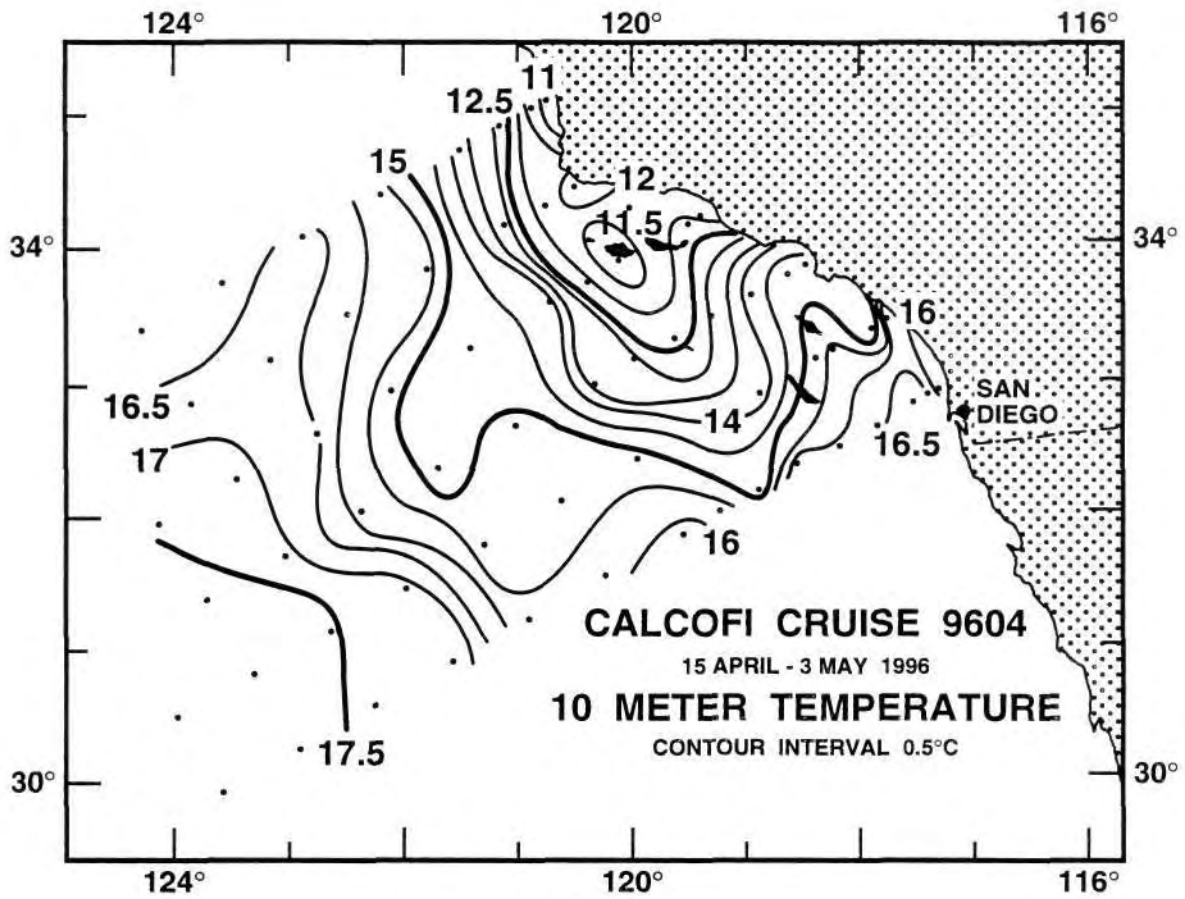 124° 120° 116°
11
12.5
15
12
11.5
34° 34°
16
16.5
SAN
DIEGO
14
16.5
17
16
CALCOFI CRUISE 9604
15 APRIL - 3 MAY 1996
10 METER TEMPERATURE
CONTOUR INTERVAL 0.5°C
17.5
30° 30°
124° 120° 116°